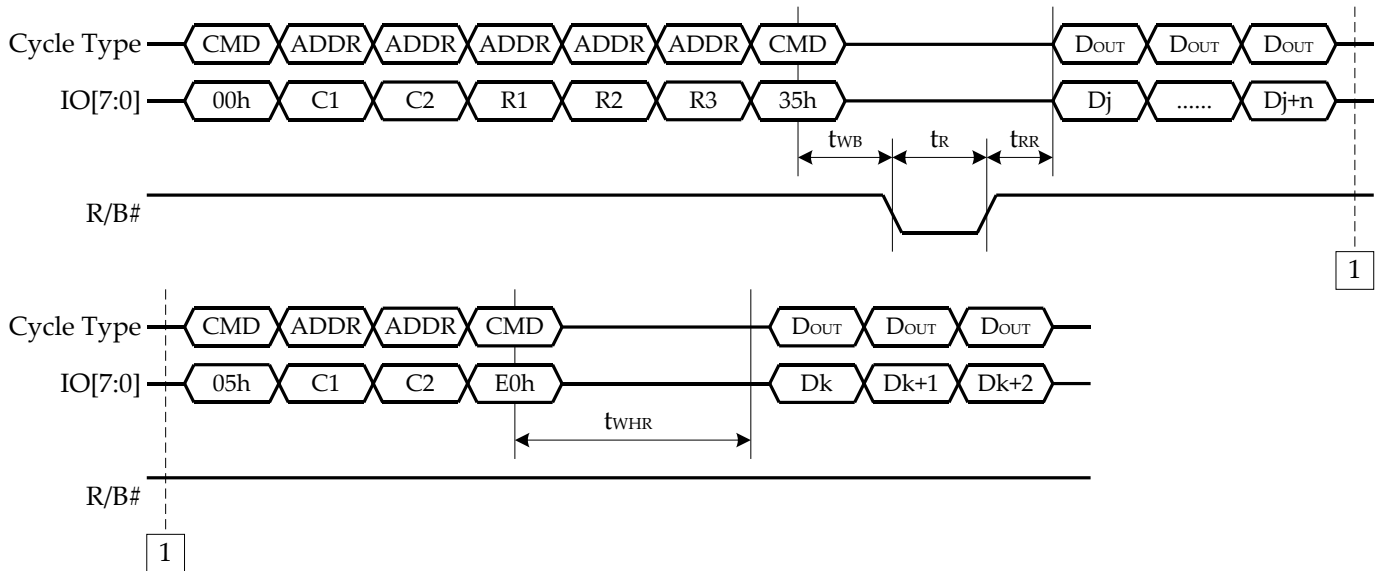 Cycle Type CMD ADDR ADDR ADDR ADDR ADDR CMD DOUT DOUT DOUT
IO[7:0] 00h C1 C2 R1 R2 R3 35h Dj ...... Dj+n
tWB tR tRR
R/B#
1
Cycle Type CMD ADDR ADDR CMD DOUT DOUT DOUT
IO[7:0] 05h C1 C2 E0h Dk Dk+1 Dk+2
tWHR
R/B#
1